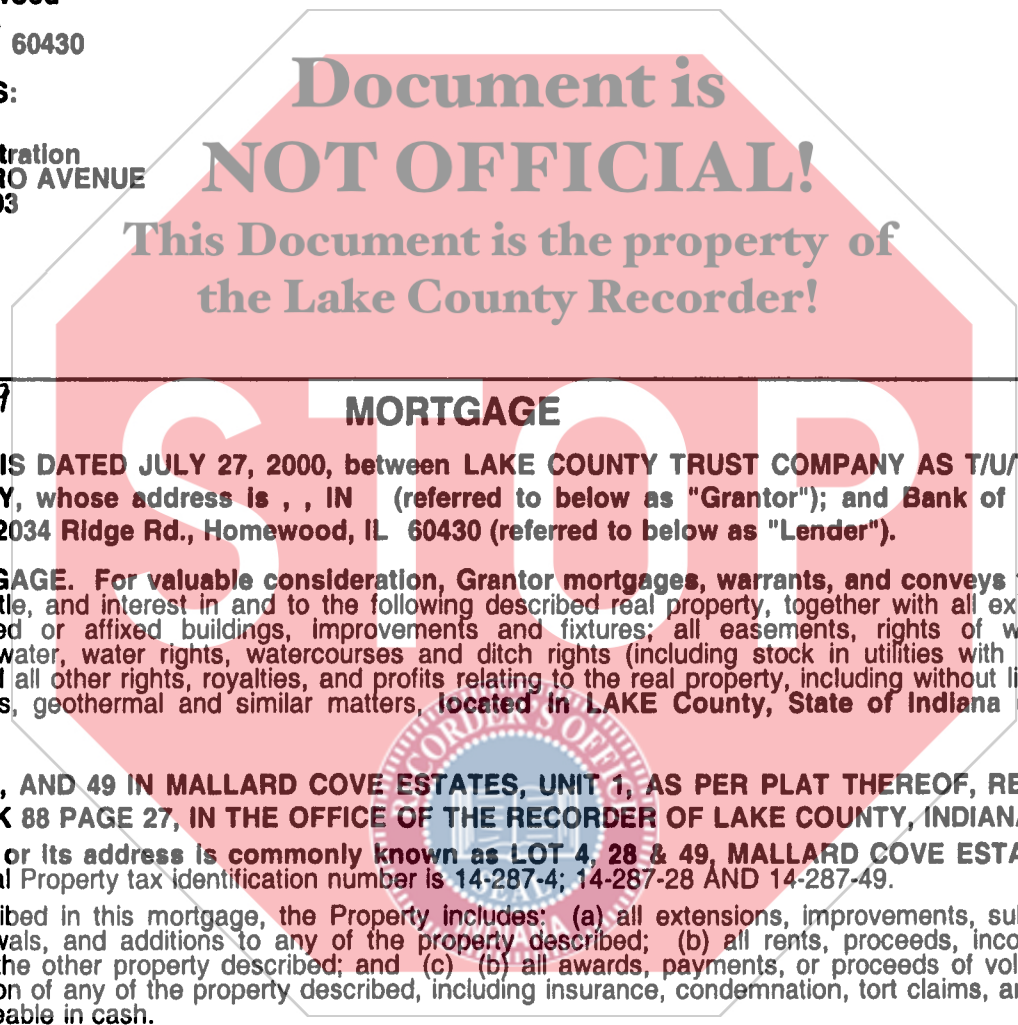 60430
S:
tration
RO AVENUE
03
Document is
NOT OFFICIAL!
This Document is the property of
the Lake County Recorder!
STOP
7
MORTGAGE
IS DATED JULY 27, 2000, between LAKE COUNTY TRUST COMPANY AS T/U/T
Y, whose address is , , IN (referred to below as "Grantor"); and Bank of
2034 Ridge Rd., Homewood, IL 60430 (referred to below as "Lender").
GAGE. For valuable consideration, Grantor mortgages, warrants, and conveys
tle, and interest in and to the following described real property, together with all ex
ed or affixed buildings, improvements and fixtures; all easements, rights of w
water, water rights, watercourses and ditch rights (including stock in utilities with
all other rights, royalties, and profits relating to the real property, including without li
s, geothermal and similar matters, located in LAKE County, State of Indiana
, AND 49 IN MALLARD COVE ESTATES, UNIT 1, AS PER PLAT THEREOF, RE
K 88 PAGE 27, IN THE OFFICE OF THE RECORDER OF LAKE COUNTY, INDIANA
or its address is commonly known as LOT 4, 28 & 49, MALLARD COVE ESTA
al Property tax identification number is 14-287-4; 14-287-28 AND 14-287-49.
RECORDER'S OFFICE
SEAL
INDIANA
ibed in this mortgage, the Property includes: (a) all extensions, improvements, su
wals, and additions to any of the property described; (b) all rents, proceeds, inco
the other property described; and (c) (b) all awards, payments, or proceeds of vol
on of any of the property described, including insurance, condemnation, tort claims, a
eable in cash.